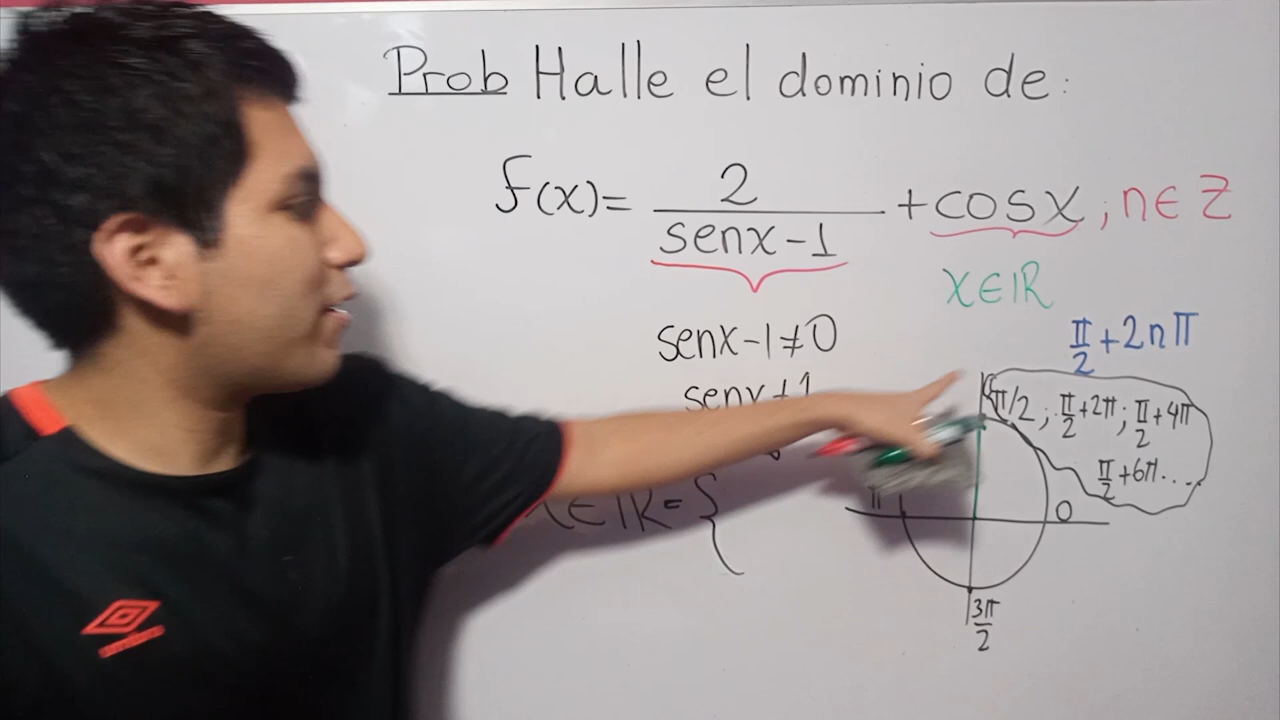 Prob Halle el dominio de:
f(x)= 2/(senx-1) + cosx ; n∈Z
x∈IR
senx-1≠0
π/2+2nπ
senx≠1
π/2; π/2+2π; π/2+4π
π/2+6π...
x∈IR={
π
0
3π/2